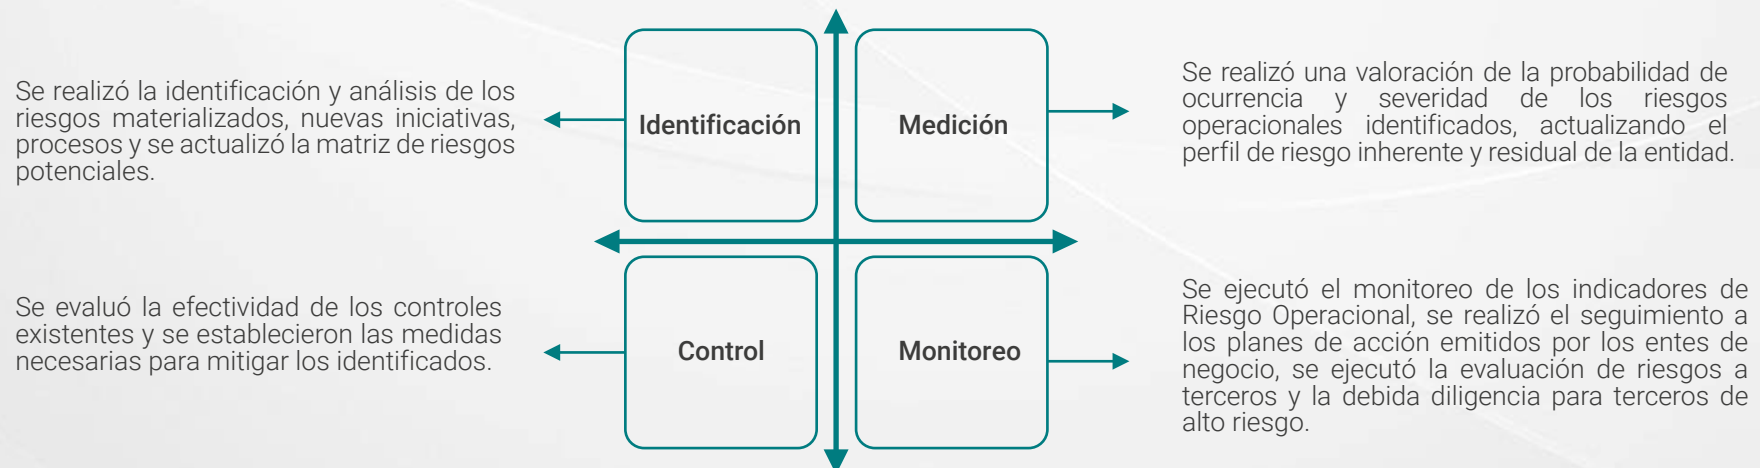 Se realizó la identificación y análisis de los
riesgos materializados, nuevas iniciativas,
procesos y se actualizó la matriz de riesgos
potenciales.
Identificación
Medición
Se realizó una valoración de la probabilidad de
ocurrencia y severidad de los riesgos
operacionales identificados, actualizando el
perfil de riesgo inherente y residual de la entidad.
Se evaluó la efectividad de los controles
existentes y se establecieron las medidas
necesarias para mitigar los identificados.
Control
Monitoreo
Se ejecutó el monitoreo de los indicadores de
Riesgo Operacional, se realizó el seguimiento a
los planes de acción emitidos por los entes de
negocio, se ejecutó la evaluación de riesgos a
terceros y la debida diligencia para terceros de
alto riesgo.